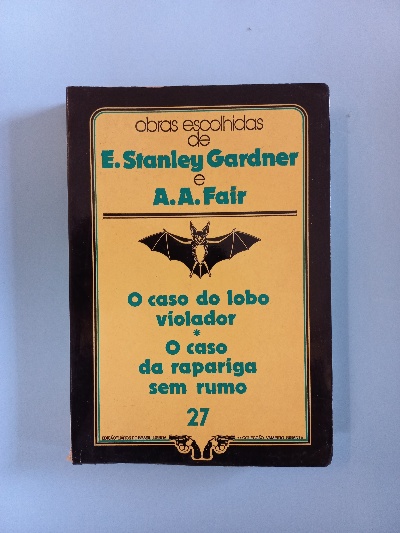 obras escolhidas
de
E. Stanley Gardner
e
A.A. Fair
O caso do lobo
violador
*
O caso
da rapariga
sem rumo
27